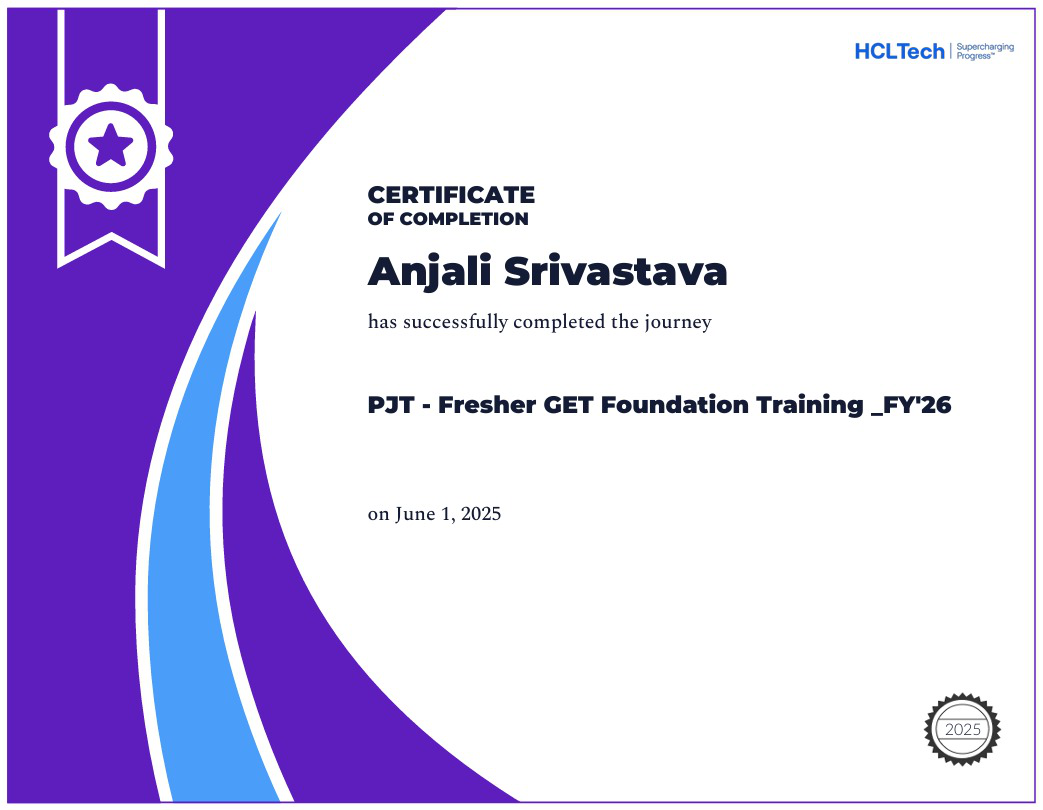 HCLTech | Supercharging
Progress™
CERTIFICATE
OF COMPLETION
Anjali Srivastava
has successfully completed the journey
PJT - Fresher GET Foundation Training _FY'26
on June 1, 2025
2025